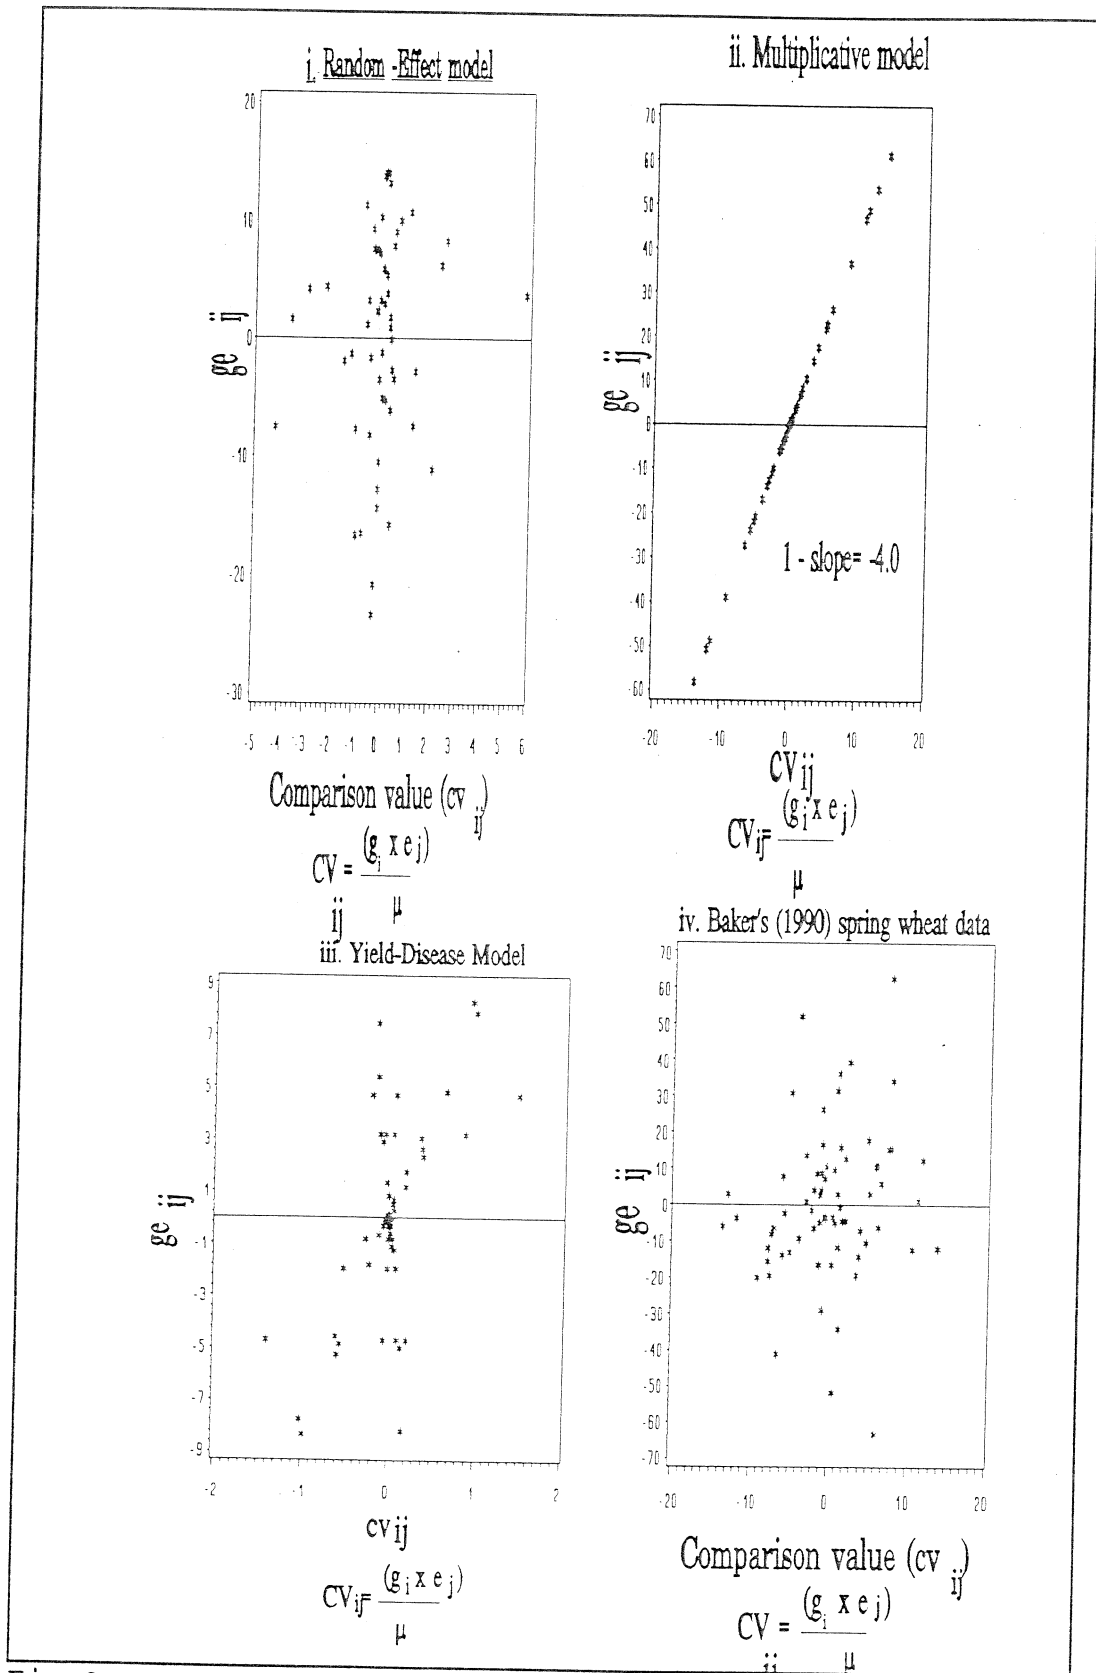 i. Random -Effect model
20
10
0
-10
-20
-30
ge ij
-5 -4 -3 -2 -1 0 1 2 3 4 5 6
Comparison value (cv ij)
CV ij = (g i x e j)
μ
ii. Multiplicative model
70
60
50
40
30
20
10
0
-10
-20
-30
-40
-50
-60
ge ij
1 - slope= -4.0
-20 -10 0 10 20
CV ij
CV ij= (g i x e j)
μ
iii. Yield-Disease Model
9
7
5
3
1
-1
-3
-5
-7
-9
ge ij
-2 -1 0 1 2
cv ij
CV ij= (g i x e j)
μ
iv. Baker's (1990) spring wheat data
70
60
50
40
30
20
10
0
-10
-20
-30
-40
-50
-60
-70
ge ij
-20 -10 0 10 20
Comparison value (cv ij)
CV ij = (g i x e j)
μ